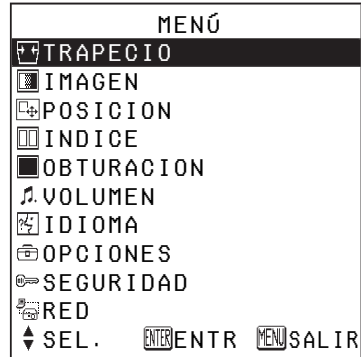 MENÚ
TRAPECIO
IMAGEN
POSICION
INDICE
OBTURACION
VOLUMEN
IDIOMA
OPCIONES
SEGURIDAD
RED
SEL. ENTER ENTR MENU SALIR